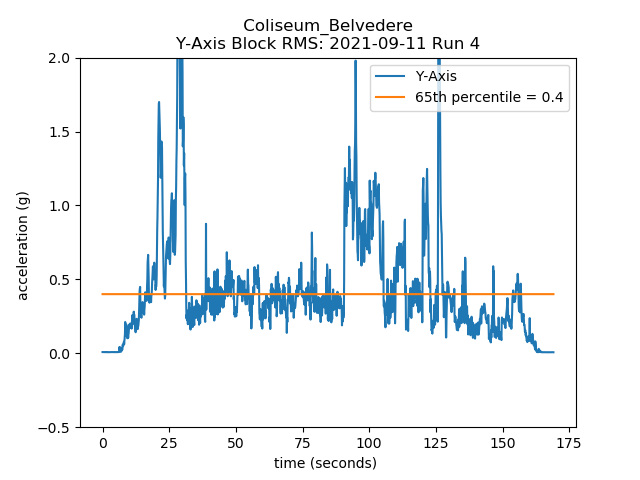 Coliseum_Belvedere
Y-Axis Block RMS: 2021-09-11 Run 4
Y-Axis
65th percentile = 0.4
2.0
1.5
1.0
0.5
0.0
−0.5
acceleration (g)
0 25 50 75 100 125 150 175
time (seconds)